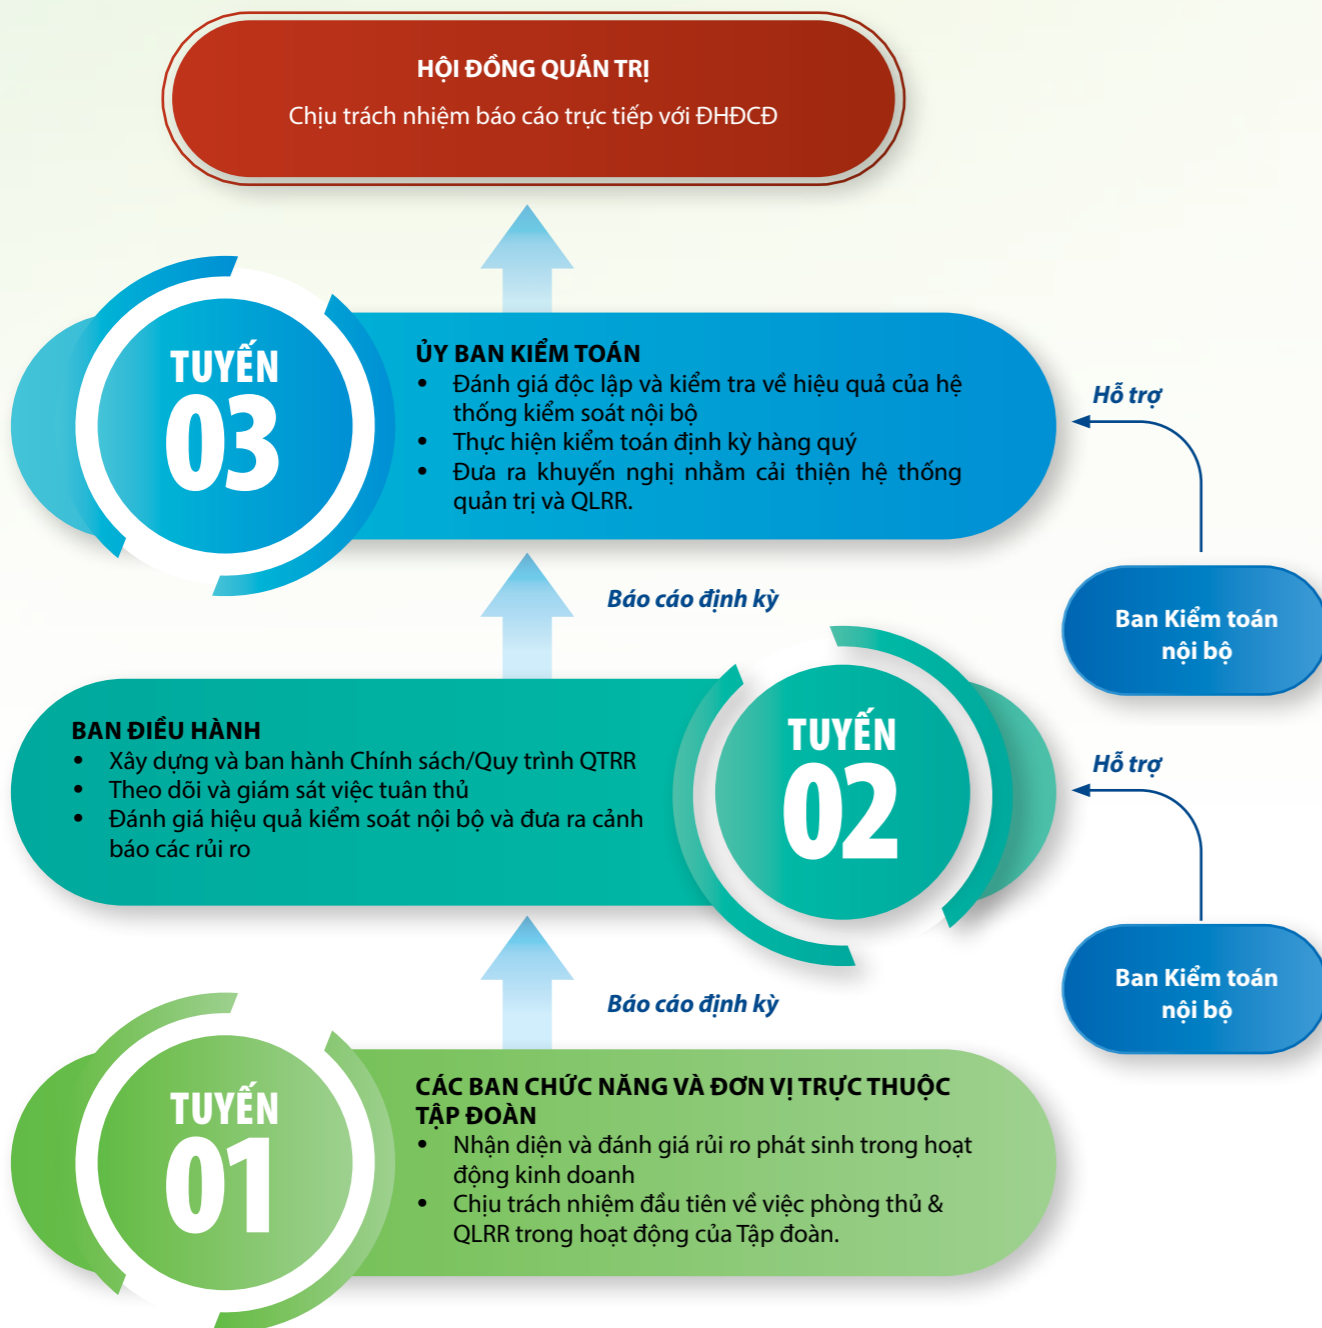 HỘI ĐỒNG QUẢN TRỊ
Chịu trách nhiệm báo cáo trực tiếp với ĐHĐCĐ
TUYẾN
03
ỦY BAN KIỂM TOÁN
• Đánh giá độc lập và kiểm tra về hiệu quả của hệ
thống kiểm soát nội bộ
• Thực hiện kiểm toán định kỳ hàng quý
• Đưa ra khuyến nghị nhằm cải thiện hệ thống
quản trị và QLRR.
Hỗ trợ
Ban Kiểm toán
nội bộ
Báo cáo định kỳ
BAN ĐIỀU HÀNH
• Xây dựng và ban hành Chính sách/Quy trình QTRR
• Theo dõi và giám sát việc tuân thủ
• Đánh giá hiệu quả kiểm soát nội bộ và đưa ra cảnh
báo các rủi ro
TUYẾN
02
Hỗ trợ
Ban Kiểm toán
nội bộ
Báo cáo định kỳ
TUYẾN
01
CÁC BAN CHỨC NĂNG VÀ ĐƠN VỊ TRỰC THUỘC
TẬP ĐOÀN
• Nhận diện và đánh giá rủi ro phát sinh trong hoạt
động kinh doanh
• Chịu trách nhiệm đầu tiên về việc phòng thủ &
QLRR trong hoạt động của Tập đoàn.